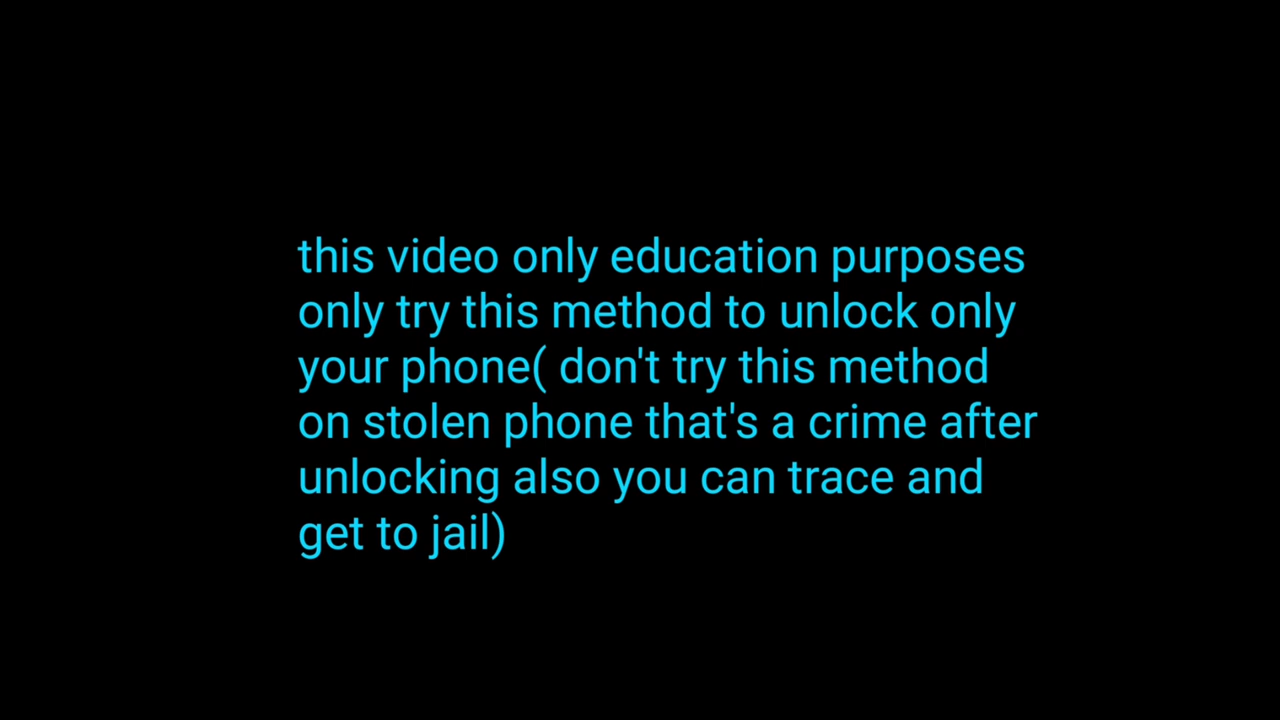 this video only education purposes
only try this method to unlock only
your phone( don't try this method
on stolen phone that's a crime after
unlocking also you can trace and
get to jail)